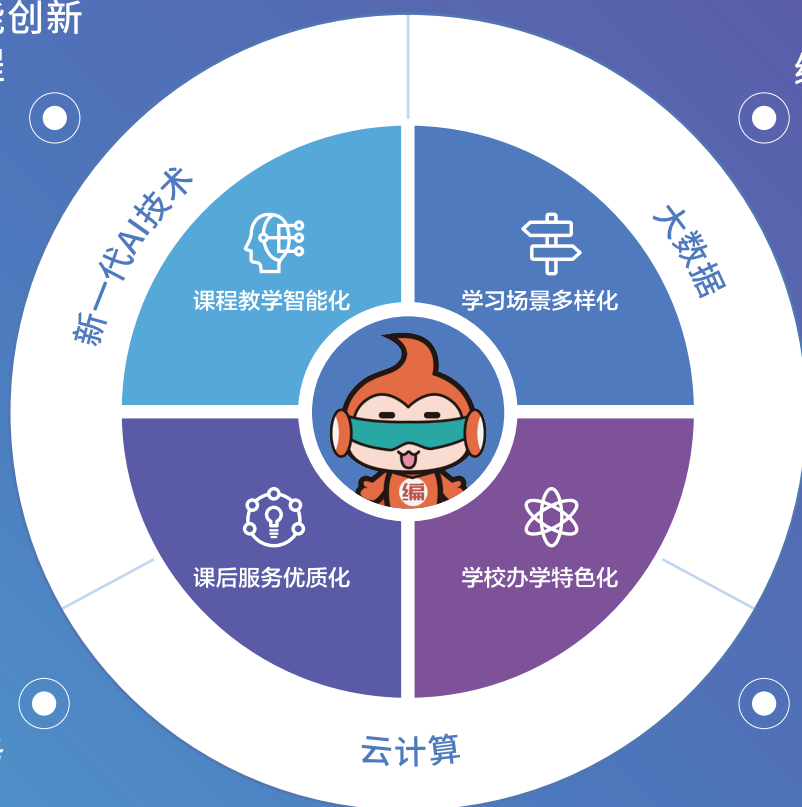 创新
新一代AI技术
大数据
课程教学智能化
学习场景多样化
编
课后服务优质化
学校办学特色化
云计算